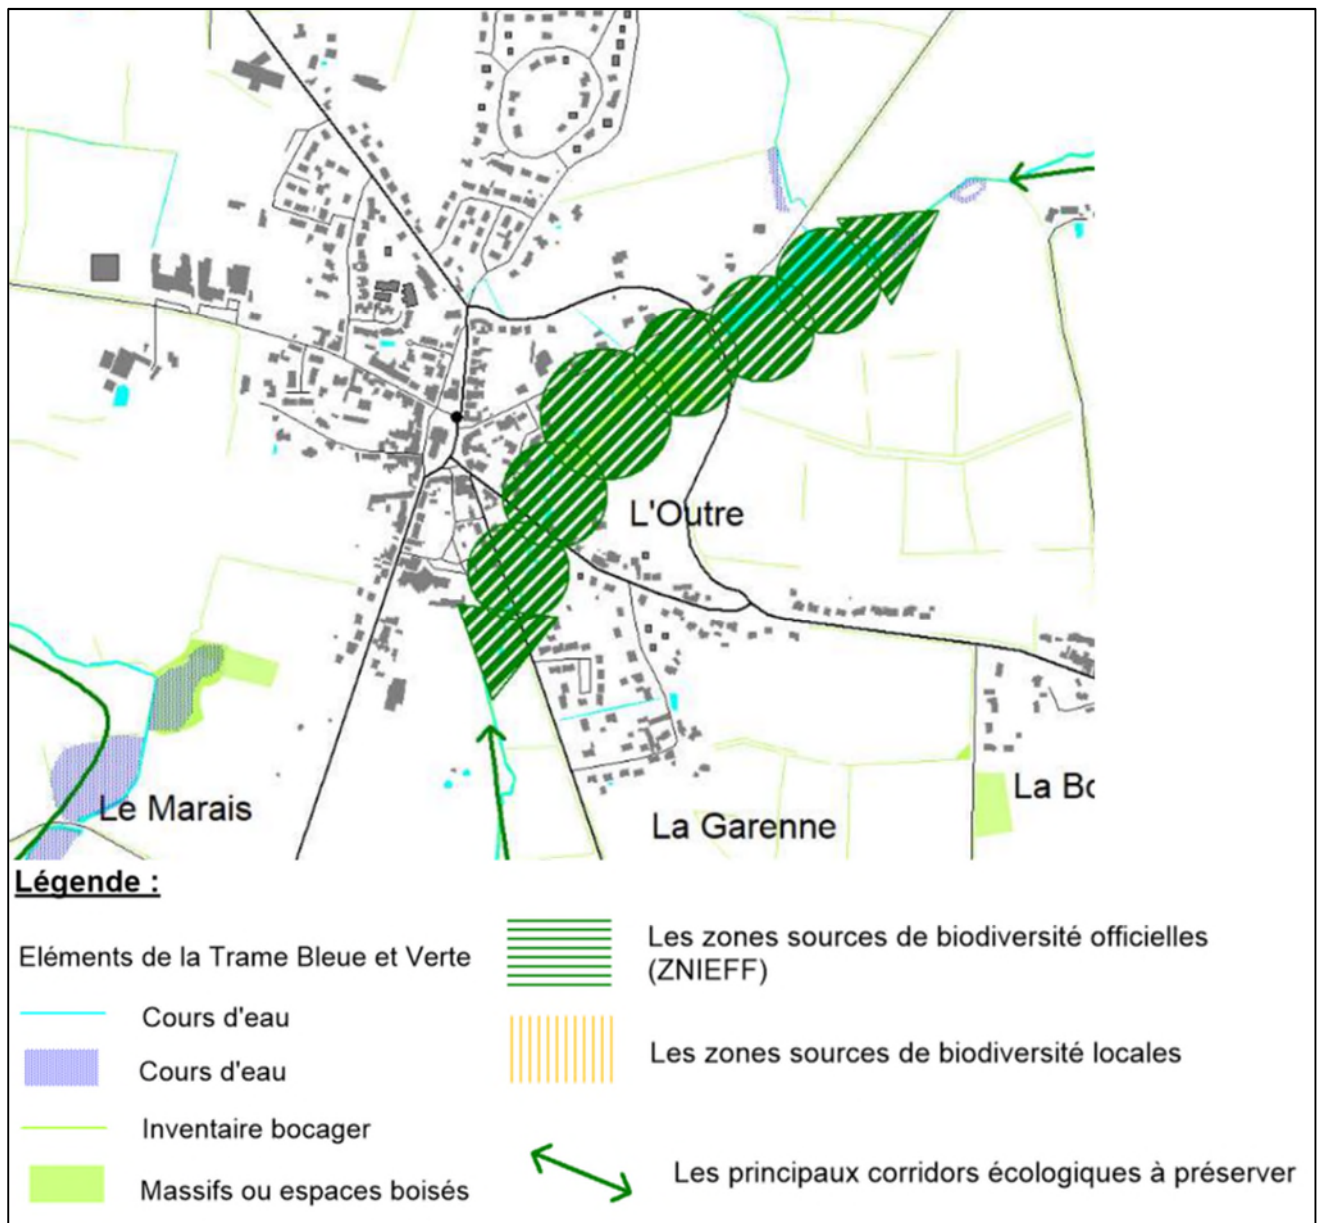 L'Outre
La Bo
Le Marais
La Garenne
Légende :
Eléments de la Trame Bleue et Verte
Cours d'eau
Cours d'eau
Inventaire bocager
Massifs ou espaces boisés
Les zones sources de biodiversité officielles
(ZNIEFF)
Les zones sources de biodiversité locales
Les principaux corridors écologiques à préserver